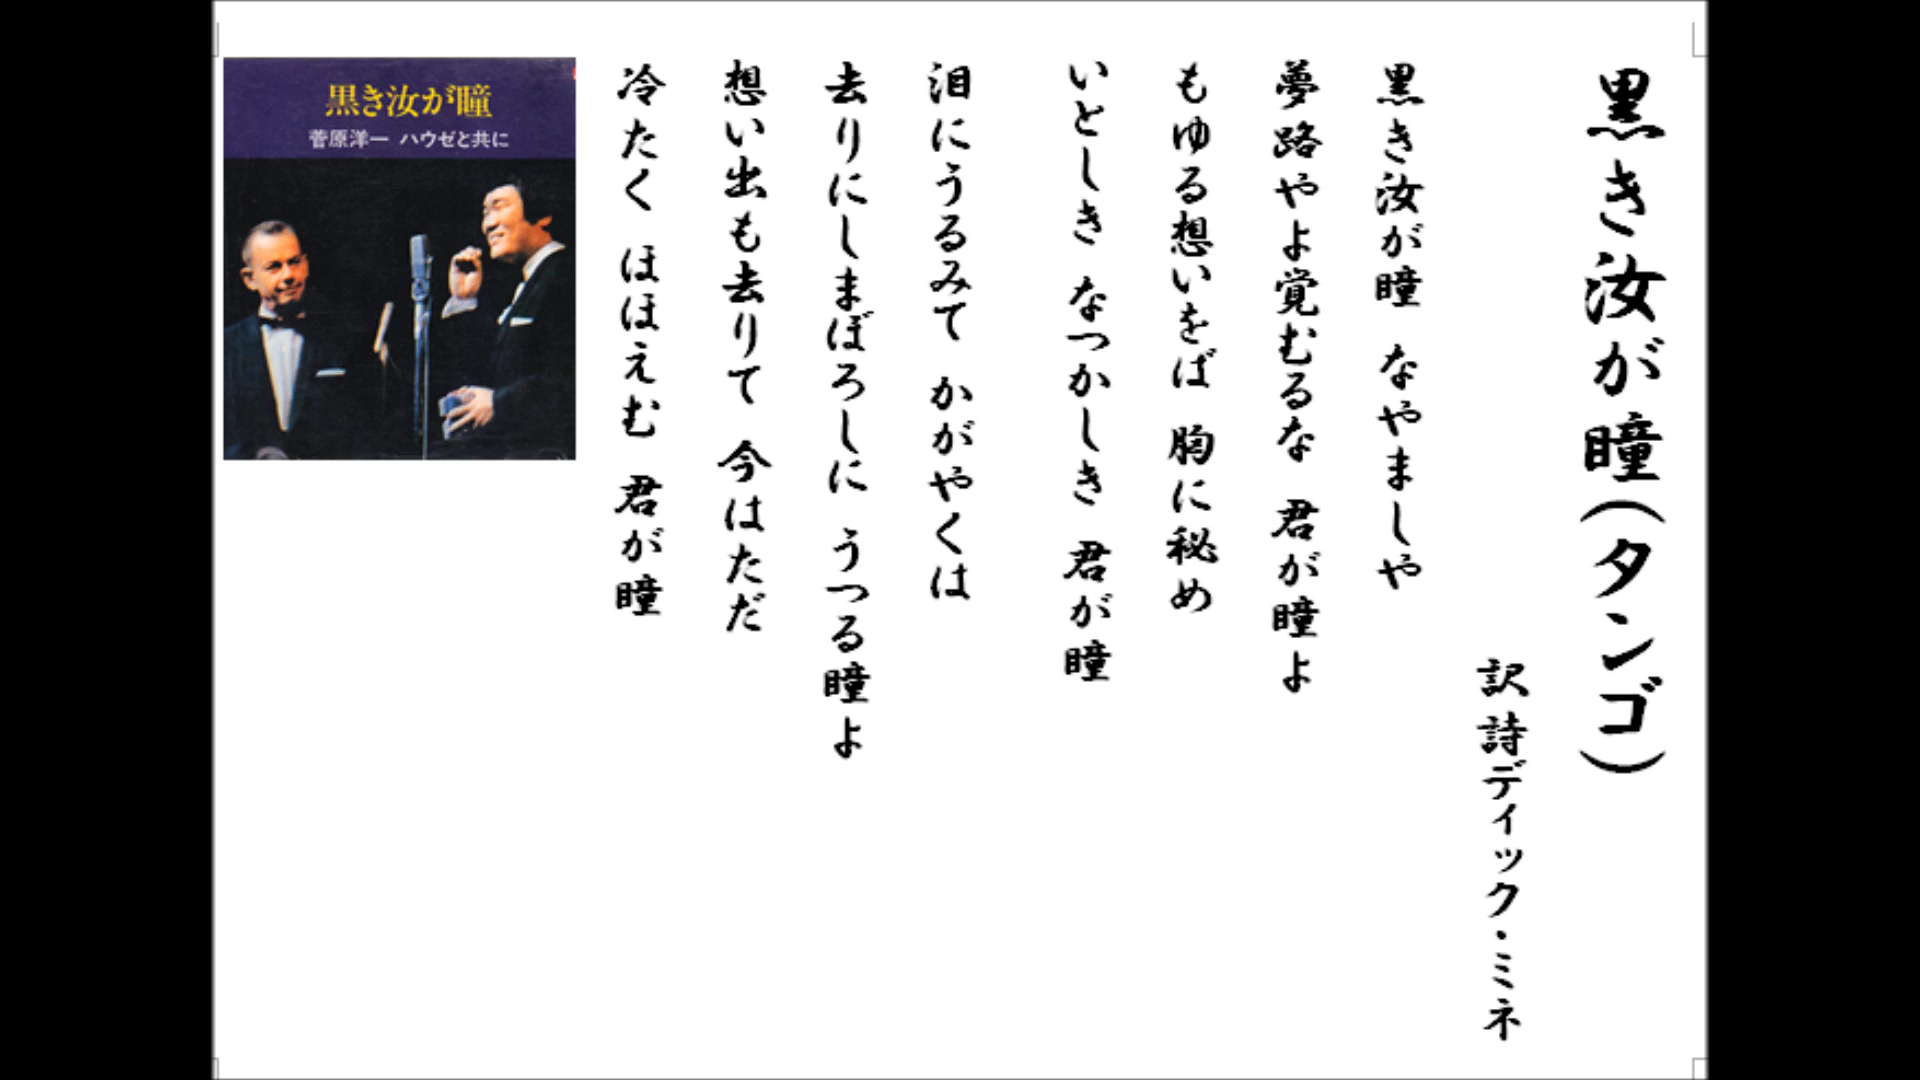 黒き汝が瞳(タンゴ)
訳詩ディック・ミネ
黒き汝が瞳 なやましや
夢路やよ覚むるな 君が瞳よ
もゆる想いをば 胸に秘め
いとしき なつかしき 君が瞳
泪にうるみて かがやくは
去りにしまぼろしに うつる瞳よ
想い出も去りて 今はただ
冷たく ほほえむ 君が瞳
黒き汝が瞳
菅原洋一 ハウゼと共に